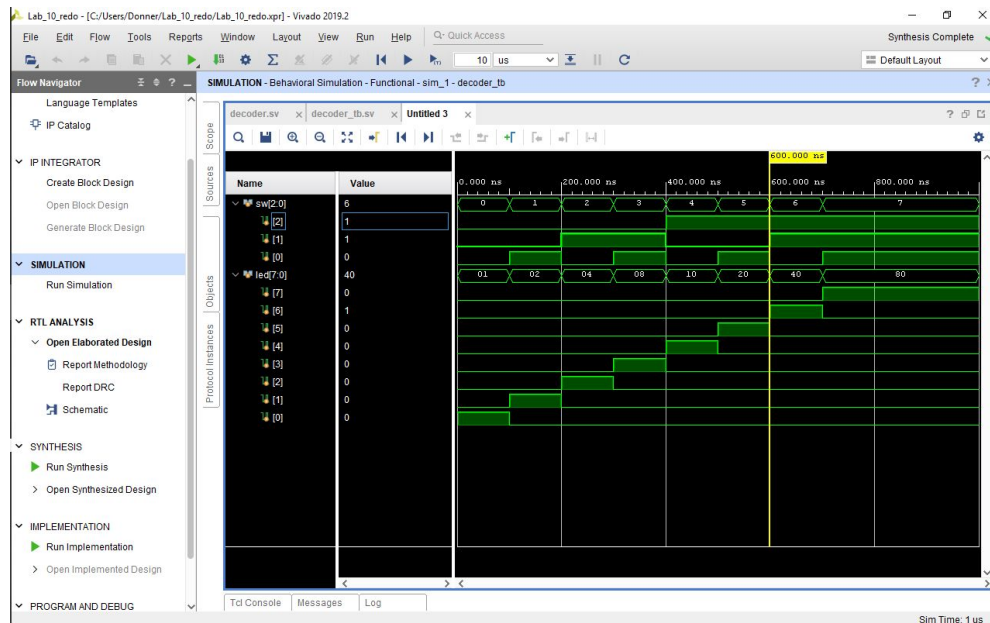 Lab_10_redo - [C:/Users/Donner/Lab_10_redo/Lab_10_redo.xpr] - Vivado 2019.2
File Edit Flow Tools Reports Window Layout View Run Help Q- Quick Access
Synthesis Complete
10 us
Default Layout
Flow Navigator
SIMULATION - Behavioral Simulation - Functional - sim_1 - decoder_tb
Language Templates
IP Catalog
IP INTEGRATOR
Create Block Design
Open Block Design
Generate Block Design
SIMULATION
Run Simulation
RTL ANALYSIS
Open Elaborated Design
Report Methodology
Report DRC
Schematic
SYNTHESIS
Run Synthesis
Open Synthesized Design
IMPLEMENTATION
Run Implementation
Open Implemented Design
PROGRAM AND DEBUG
Scope
Sources
Objects
Protocol Instances
decoder.sv × decoder_tb.sv × Untitled 3 ×
600.000 ns
Name Value 0.000 ns 200.000 ns 400.000 ns 600.000 ns 800.000 ns
sw[2:0] 6 0 1 2 3 4 5 6 7
[2] 1
[1] 1
[0] 0
led[7:0] 40 01 02 04 08 10 20 40 80
[7] 0
[6] 1
[5] 0
[4] 0
[3] 0
[2] 0
[1] 0
[0] 0
Tcl Console Messages Log
Sim Time: 1 us